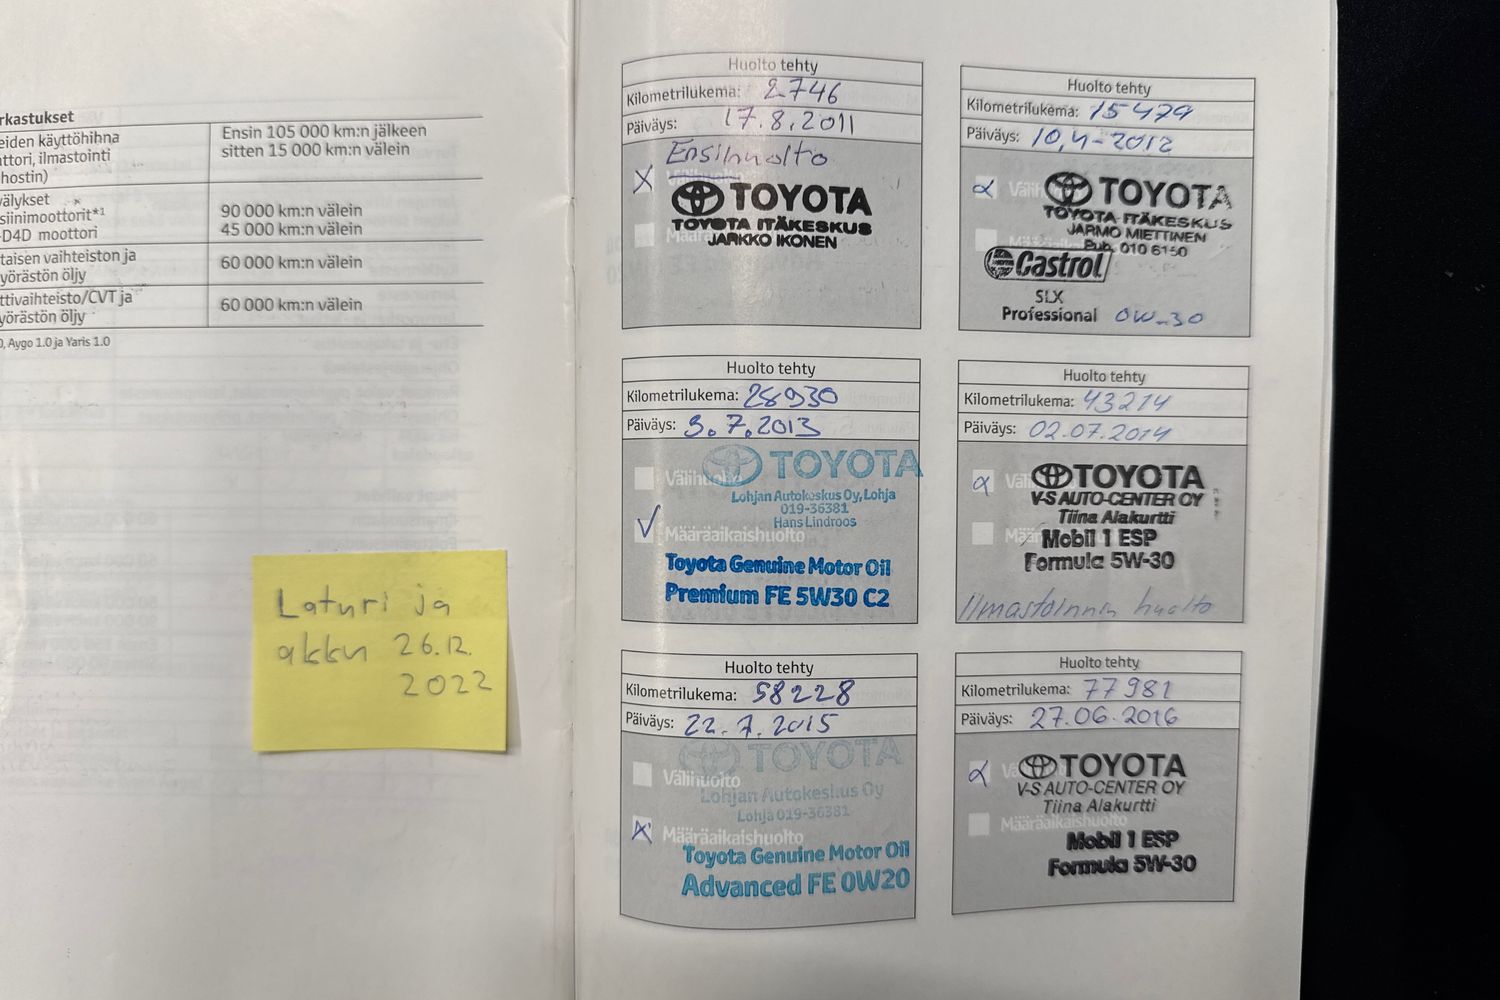 rkastukset
eiden käyttöhihna
ttori, ilmastointi
hostin)
Ensin 105 000 km:n jälkeen
sitten 15 000 km:n välein
välykset
siinimoottorit*1
-D4D moottori
90 000 km:n välein
45 000 km:n välein
taisen vaihteiston ja
yörästön öljy
60 000 km:n välein
ttivaihteisto/CVT ja
yörästön öljy
60 000 km:n välein
0, Aygo 1.0 ja Yaris 1.0
Laturi ja
akku 26.12.
2022
Huolto tehty
Kilometrilukema: 2746
Päiväys: 17.8.2011
Ensihuolto
TOYOTA
TOYOTA ITÄKESKUS
JARKKO IKONEN
Huolto tehty
Kilometrilukema: 15479
Päiväys: 10.4-2012
TOYOTA
TOYOTA ITÄKESKUS
JARMO MIETTINEN
Puh. 010 6150
Castrol
SLX
Professional 0W-30
Huolto tehty
Kilometrilukema: 28930
Päiväys: 3.7.2013
Välihuolto
TOYOTA
Lohjan Autokeskus Oy, Lohja
019-36381
Hans Lindroos
Määräaikaishuolto
Toyota Genuine Motor Oil
Premium FE 5W30 C2
Huolto tehty
Kilometrilukema: 43214
Päiväys: 02.07.2014
TOYOTA
V-S AUTO-CENTER OY
Tiina Alakurtti
Mobil 1 ESP
Formula 5W-30
Ilmastoinnin huolto
Huolto tehty
Kilometrilukema: 58228
Päiväys: 22.7.2015
TOYOTA
Välihuolto
Lohjan Autokeskus Oy
Lohja 019-36381
Määräaikaishuolto
Toyota Genuine Motor Oil
Advanced FE 0W20
Huolto tehty
Kilometrilukema: 77981
Päiväys: 27.06.2016
TOYOTA
V-S AUTO-CENTER OY
Tiina Alakurtti
Määräaikaishuolto
Mobil 1 ESP
Formula 5W-30